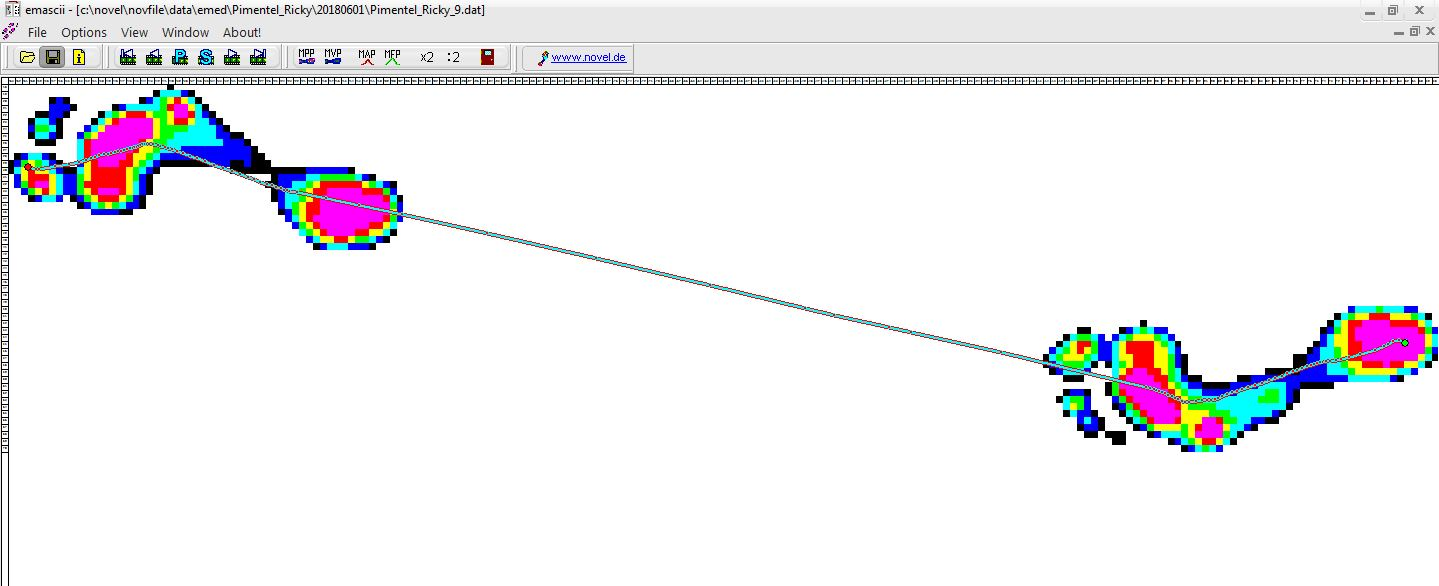 emascii - [c:\novel\novfile\data\emed\Pimentel_Ricky\20180601\Pimentel_Ricky_9.dat]
File Options View Window About!
P S MPP MVP MAP MFP x2 :2 www.novel.de